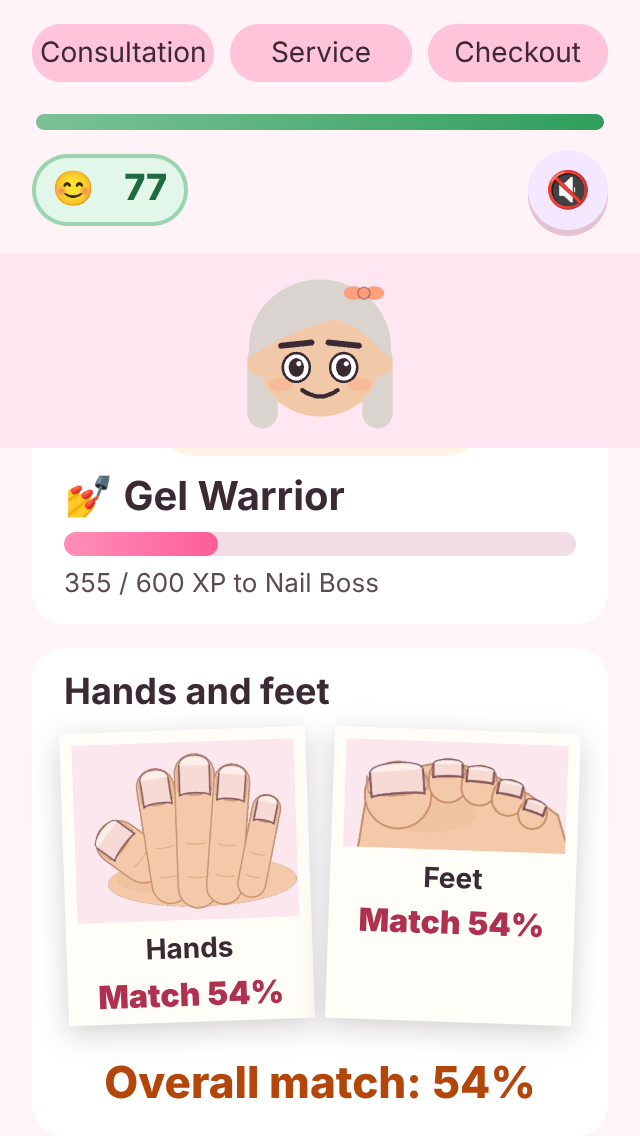 Consultation
Service
Checkout
77
Gel Warrior
355 / 600 XP to Nail Boss
Hands and feet
Hands
Match 54%
Feet
Match 54%
Overall match: 54%